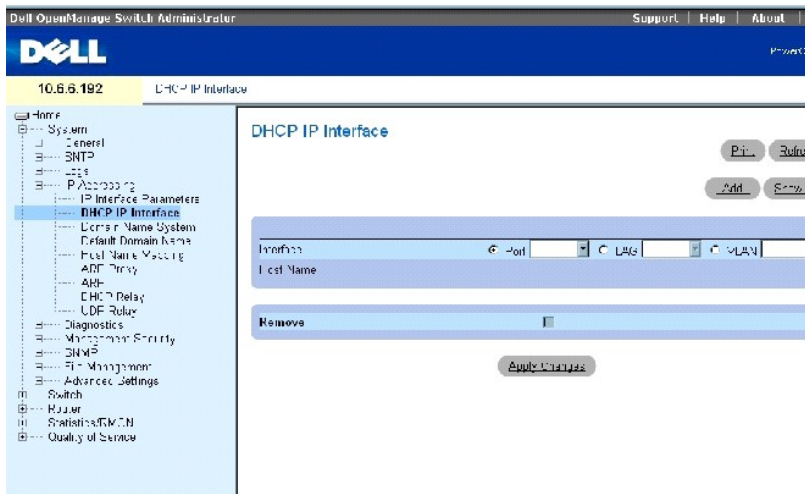 Dell OpenManage Switch Administrator
Support | Help | About |
DELL
10.6.6.192
DHCP IP Interface
Home
System
General
SNTP
Logs
IP Addressing
IP Interface Parameters
DHCP IP Interface
Domain Name System
Default Domain Name
Host Name Mapping
ARP Proxy
ARP
DHCP Relay
UDP Relay
Diagnostics
Management Security
SNMP
File Management
Advanced Settings
Switch
Router
Statistics/RMON
Quality of Service
DHCP IP Interface
Print
Refre
Add
Show
Interface Port LAG VLAN
Host Name
Remove
Apply Changes